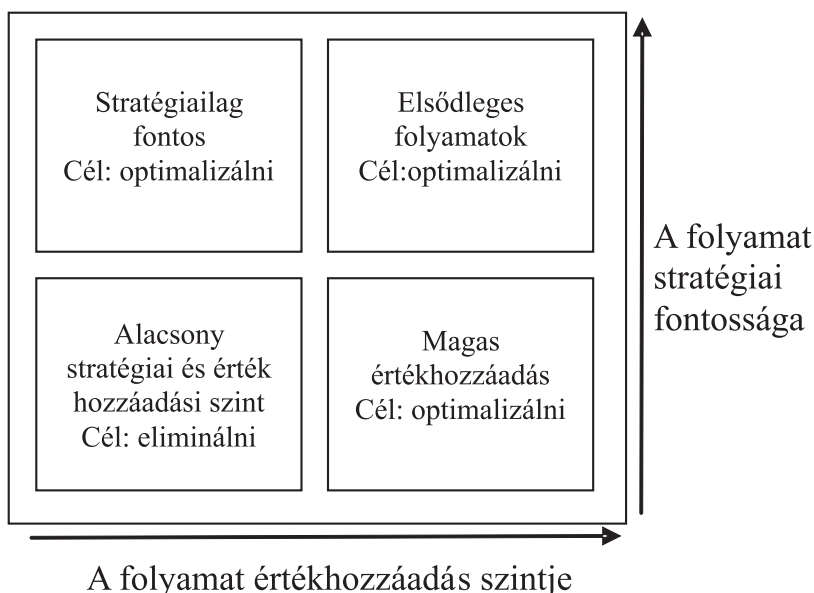 Stratégiailag
fontos
Cél: optimalizálni
Elsődleges
folyamatok
Cél:optimalizálni
Alacsony
stratégiai és érték
hozzáadási szint
Cél: eliminálni
Magas
értékhozzáadás
Cél: optimalizálni
A folyamat
stratégiai
fontossága
A folyamat értékhozzáadás szintje